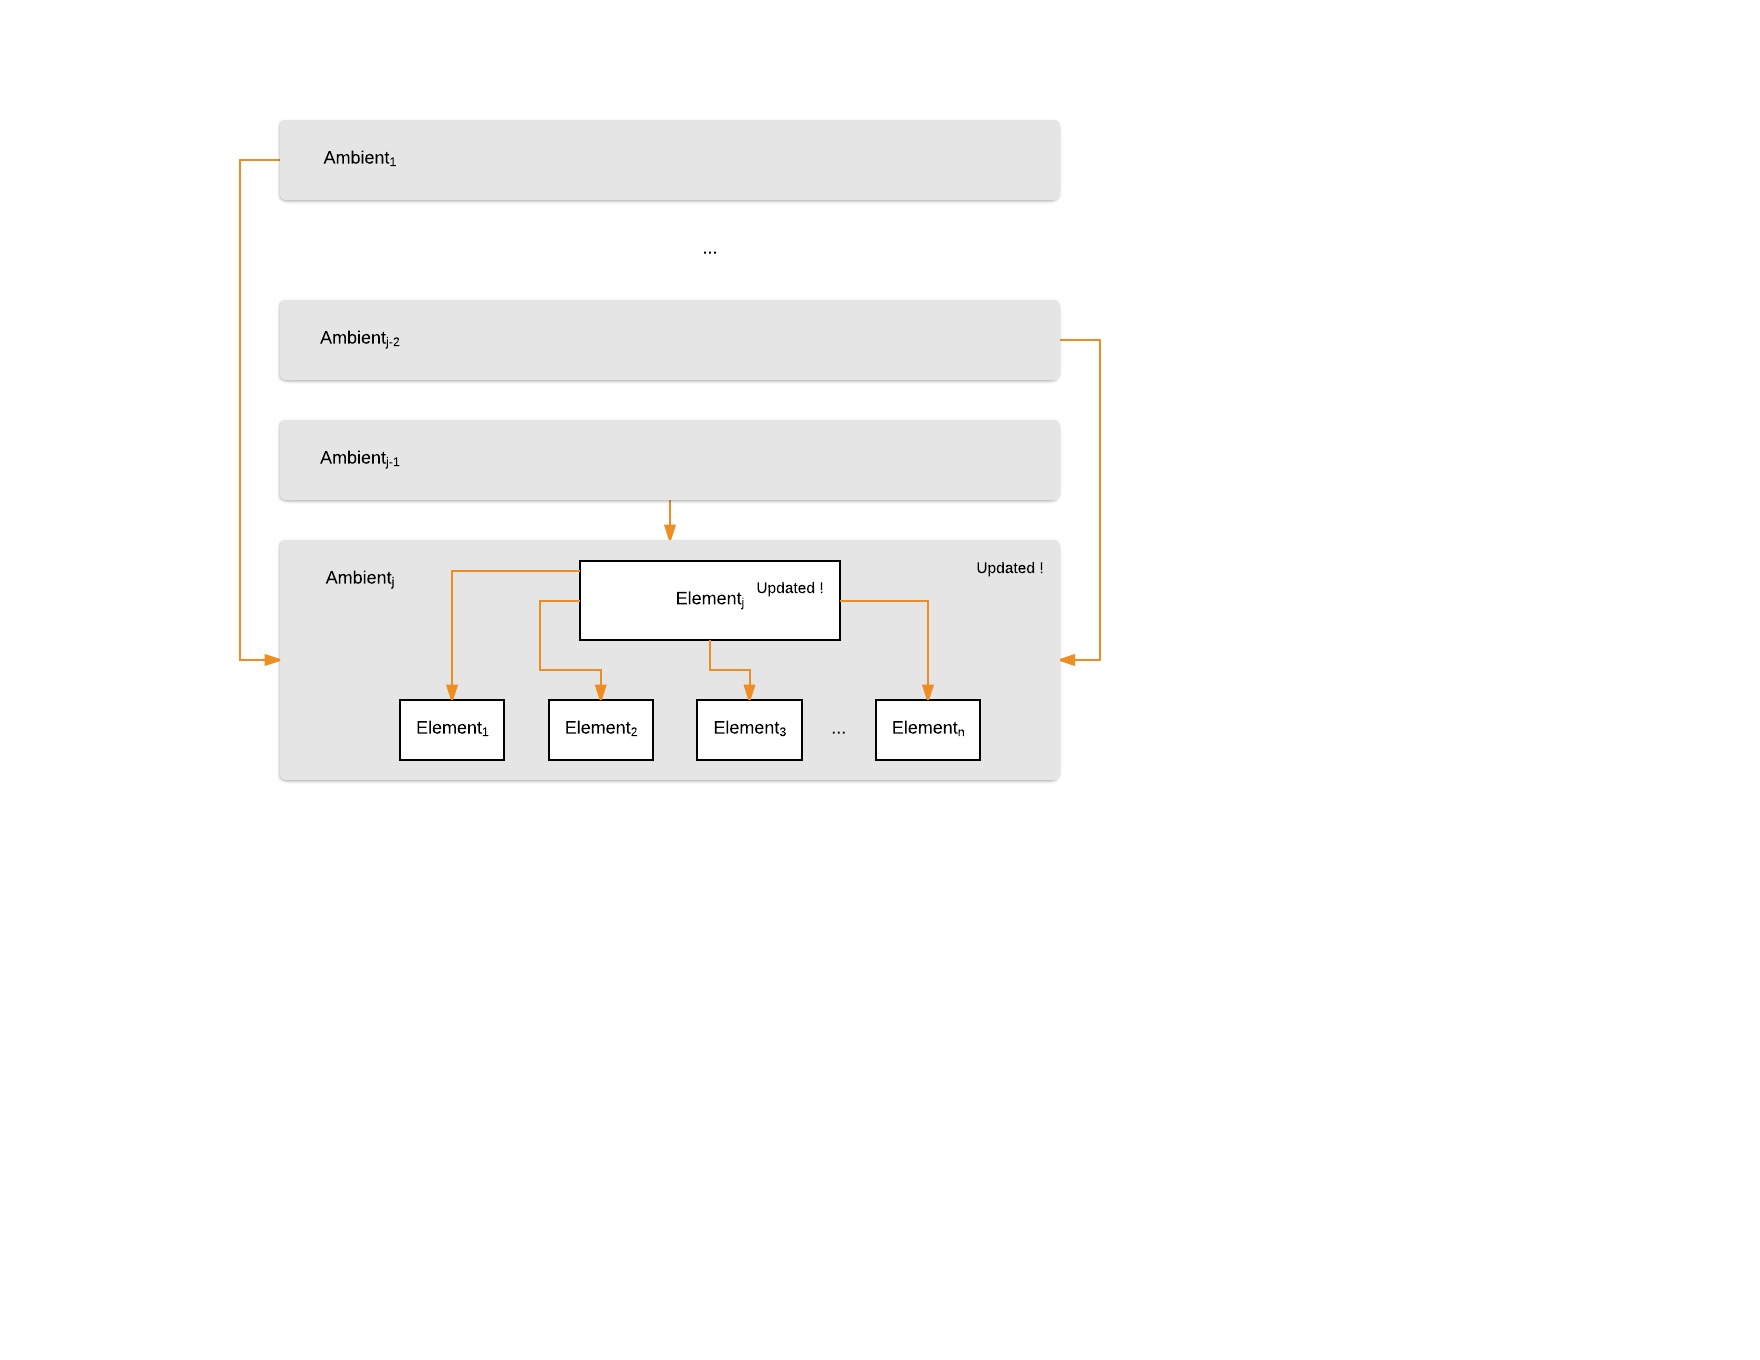 Ambient1
...
Ambientj-2
Ambientj-1
Ambientj
Updated !
Elementj
Updated !
Element1
Element2
Element3
...
Elementn